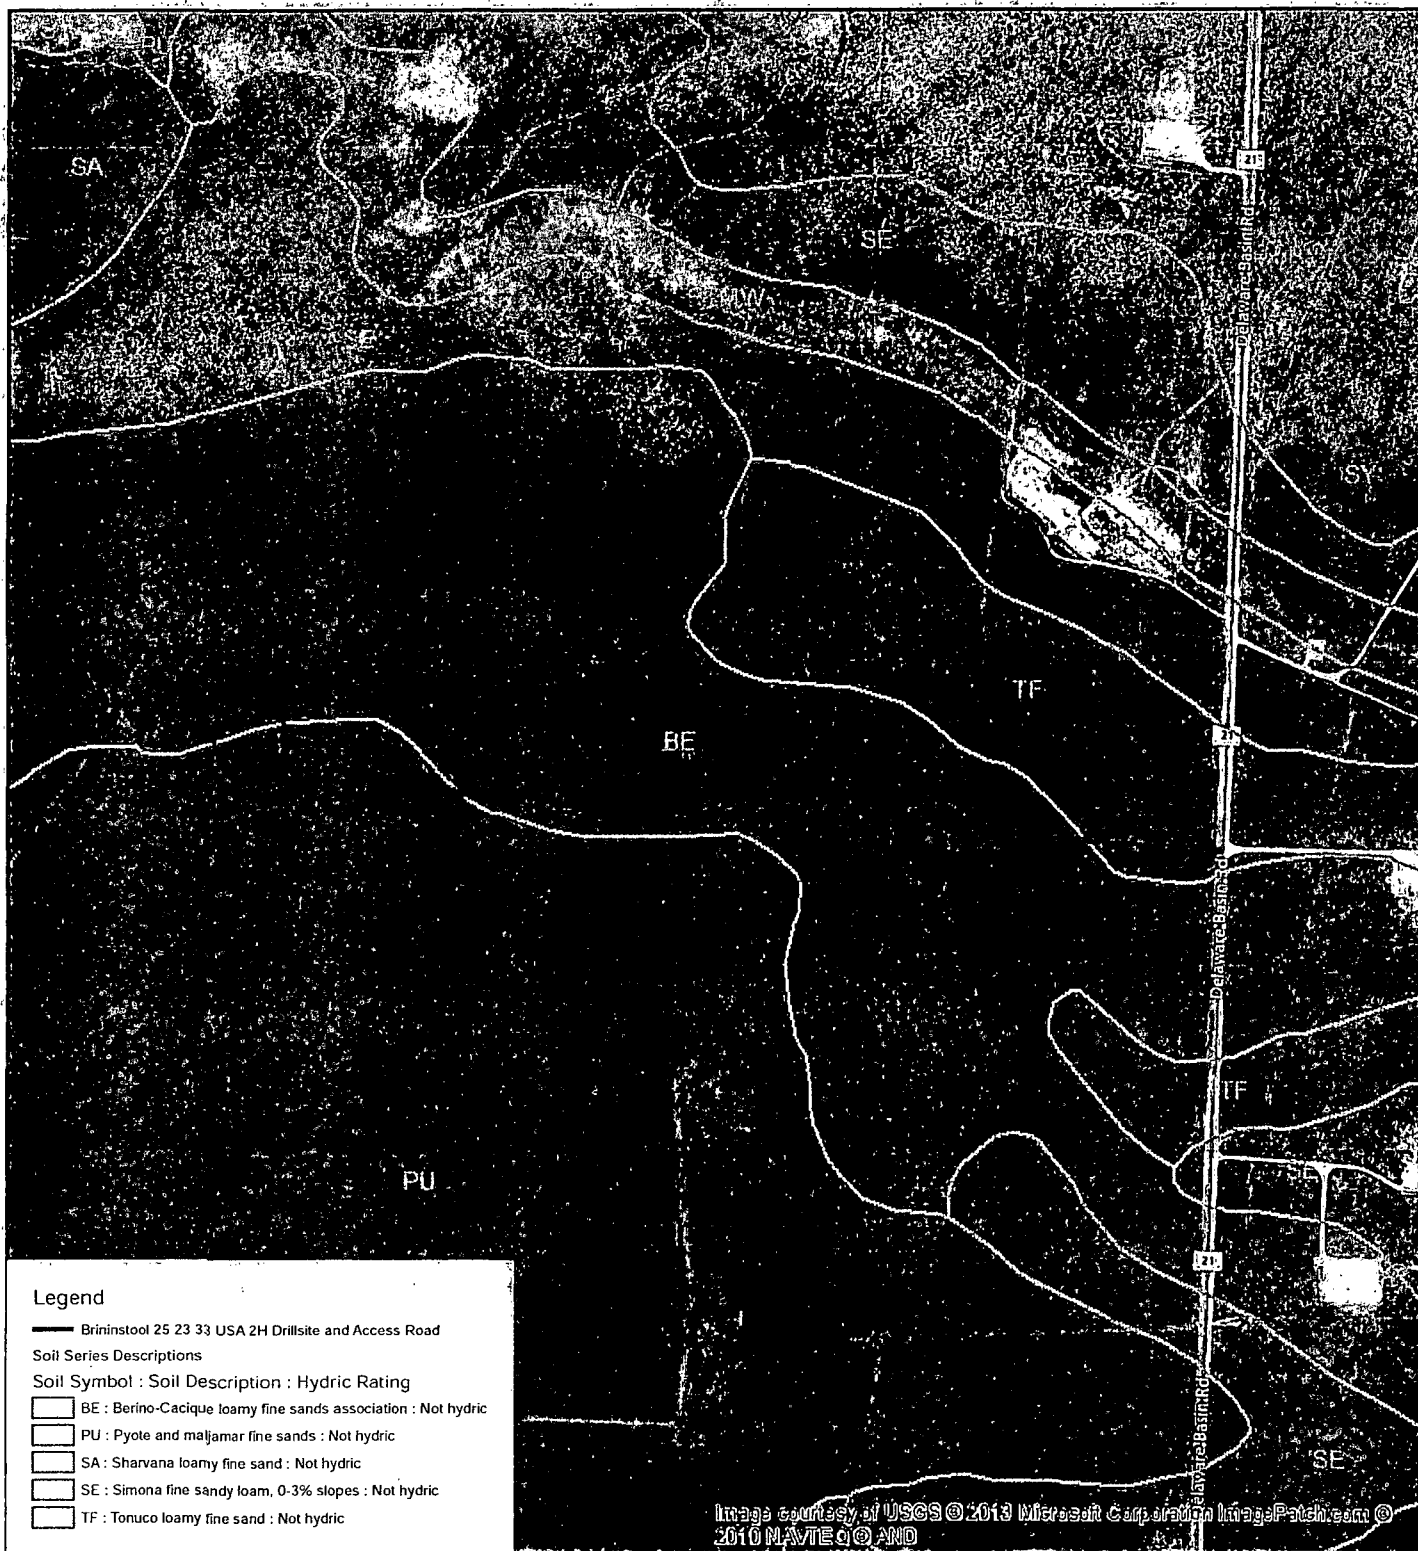 SA
SE
MW
SY
TF
BE
TF
PU
SE
21
21
21
Delaware Basin Rd
Delaware Basin Rd
Delaware Basin Rd
Legend
Brininstool 25 23 33 USA 2H Drillsite and Access Road
Soil Series Descriptions
Soil Symbol : Soil Description : Hydric Rating
BE : Berino-Cacique loamy fine sands association : Not hydric
PU : Pyote and maljamar fine sands : Not hydric
SA : Sharvana loamy fine sand : Not hydric
SE : Simona fine sandy loam, 0-3% slopes : Not hydric
TF : Tonuco loamy fine sand : Not hydric
Image courtesy of USGS © 2013 Microsoft Corporation ImagePatch.com ©
2010 NAVTEQ © AND